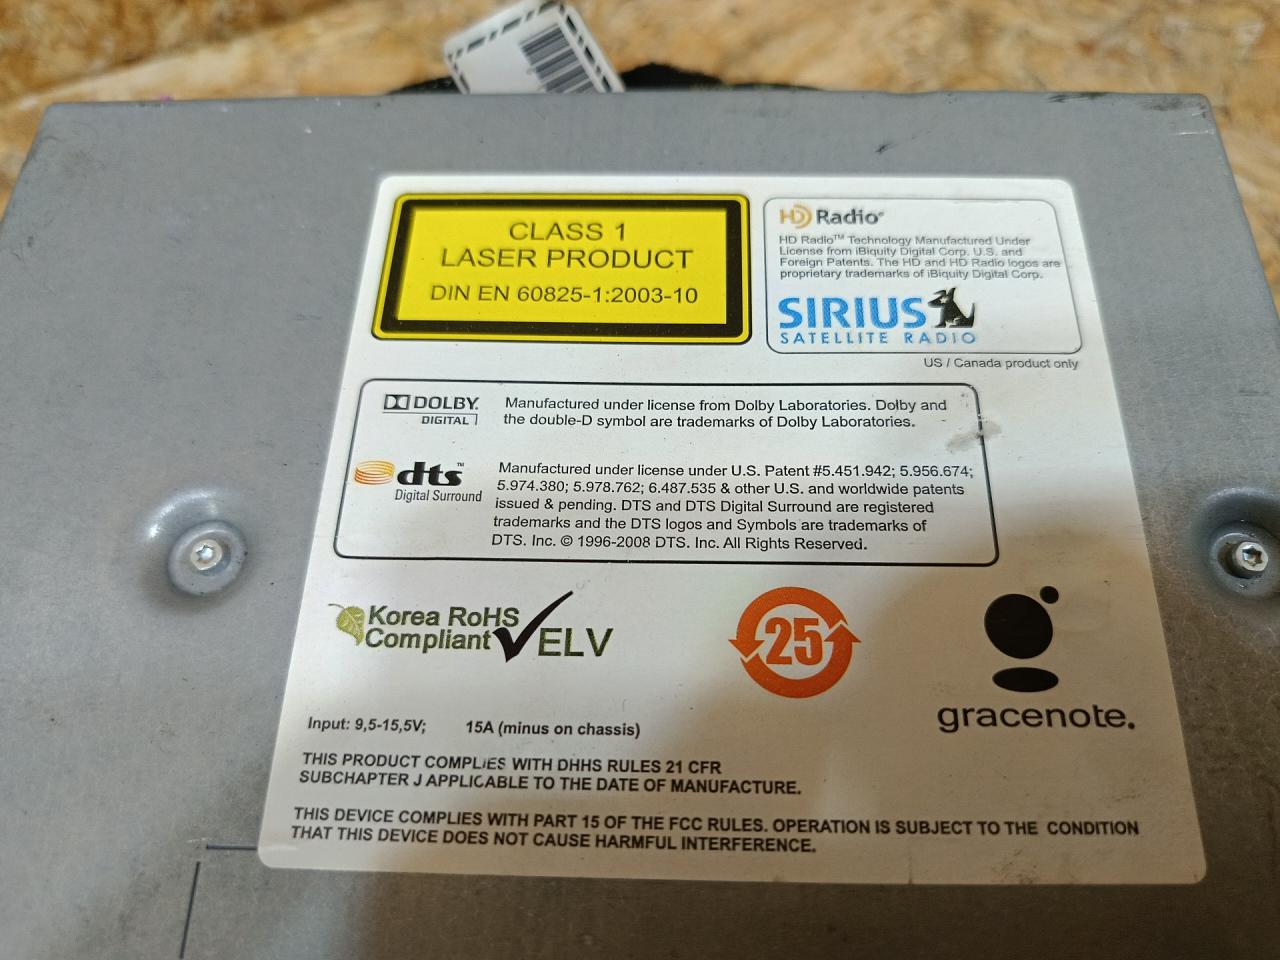 CLASS 1
LASER PRODUCT
DIN EN 60825-1:2003-10
HD Radio
HD Radio™ Technology Manufactured Under
License from iBiquity Digital Corp. U.S. and
Foreign Patents. The HD and HD Radio logos are
proprietary trademarks of iBiquity Digital Corp.
SIRIUS
SATELLITE RADIO
US / Canada product only
DOLBY
DIGITAL
Manufactured under license from Dolby Laboratories. Dolby and
the double-D symbol are trademarks of Dolby Laboratories.
dts™
Digital Surround
Manufactured under license under U.S. Patent #5.451.942; 5.956.674;
5.974.380; 5.978.762; 6.487.535 & other U.S. and worldwide patents
issued & pending. DTS and DTS Digital Surround are registered
trademarks and the DTS logos and Symbols are trademarks of
DTS. Inc. © 1996-2008 DTS. Inc. All Rights Reserved.
Korea RoHS
Compliant
ELV
25
gracenote.
Input: 9,5-15,5V; 15A (minus on chassis)
THIS PRODUCT COMPLIES WITH DHHS RULES 21 CFR
SUBCHAPTER J APPLICABLE TO THE DATE OF MANUFACTURE.
THIS DEVICE COMPLIES WITH PART 15 OF THE FCC RULES. OPERATION IS SUBJECT TO THE CONDITION
THAT THIS DEVICE DOES NOT CAUSE HARMFUL INTERFERENCE.